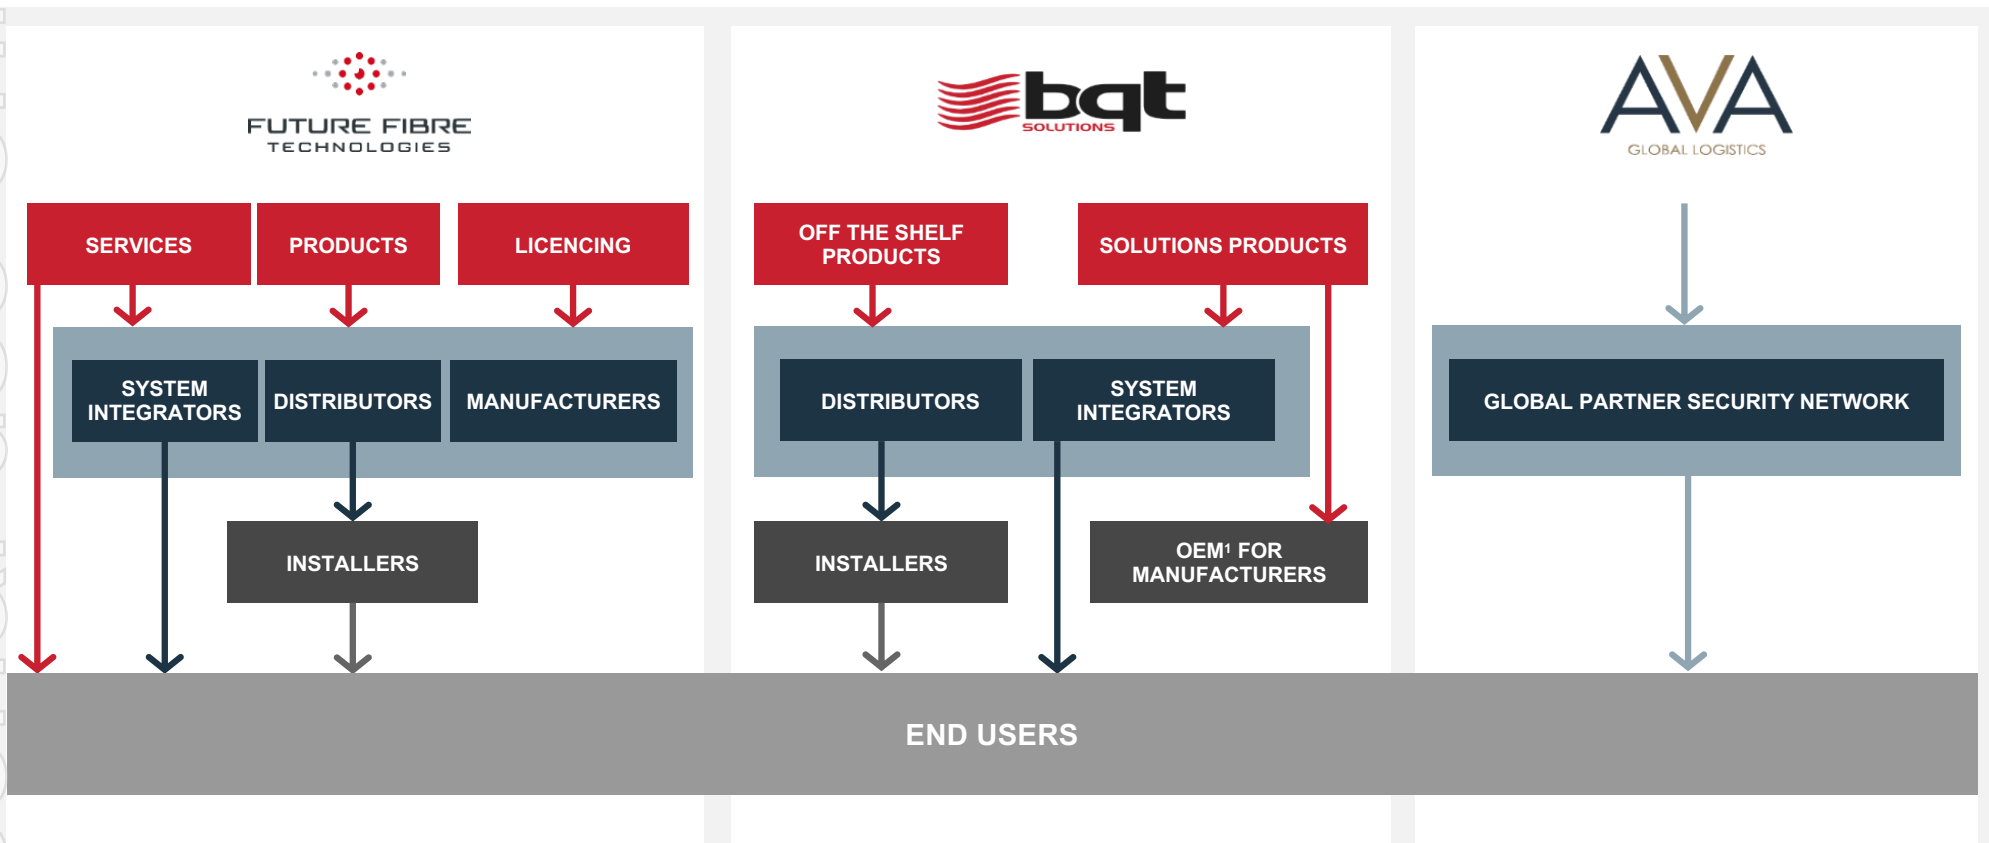 FUTURE FIBRE
TECHNOLOGIES
SERVICES
PRODUCTS
LICENCING
SYSTEM
INTEGRATORS
DISTRIBUTORS
MANUFACTURERS
INSTALLERS
bqt
SOLUTIONS
OFF THE SHELF
PRODUCTS
SOLUTIONS PRODUCTS
DISTRIBUTORS
SYSTEM
INTEGRATORS
INSTALLERS
OEM¹ FOR
MANUFACTURERS
AVA
GLOBAL LOGISTICS
GLOBAL PARTNER SECURITY NETWORK
END USERS